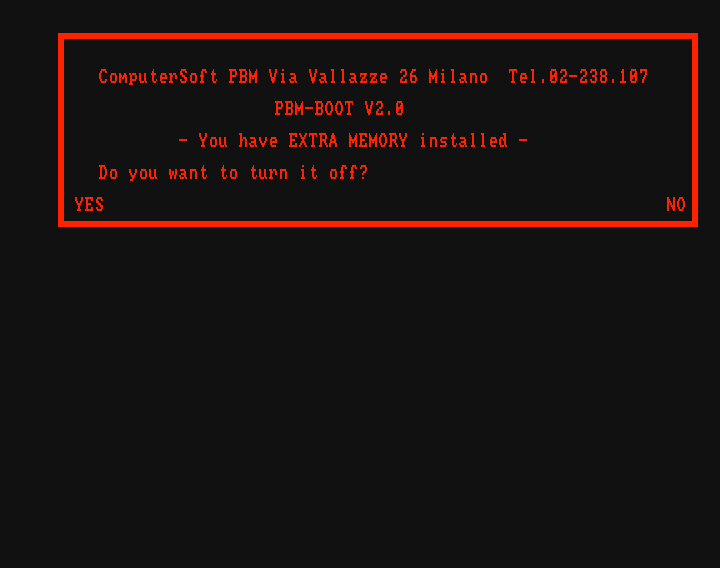 ComputerSoft PBM Via Vallazze 26 Milano  Tel.02-238.107
PBM-BOOT V2.0
- You have EXTRA MEMORY installed -
Do you want to turn it off?
YES NO